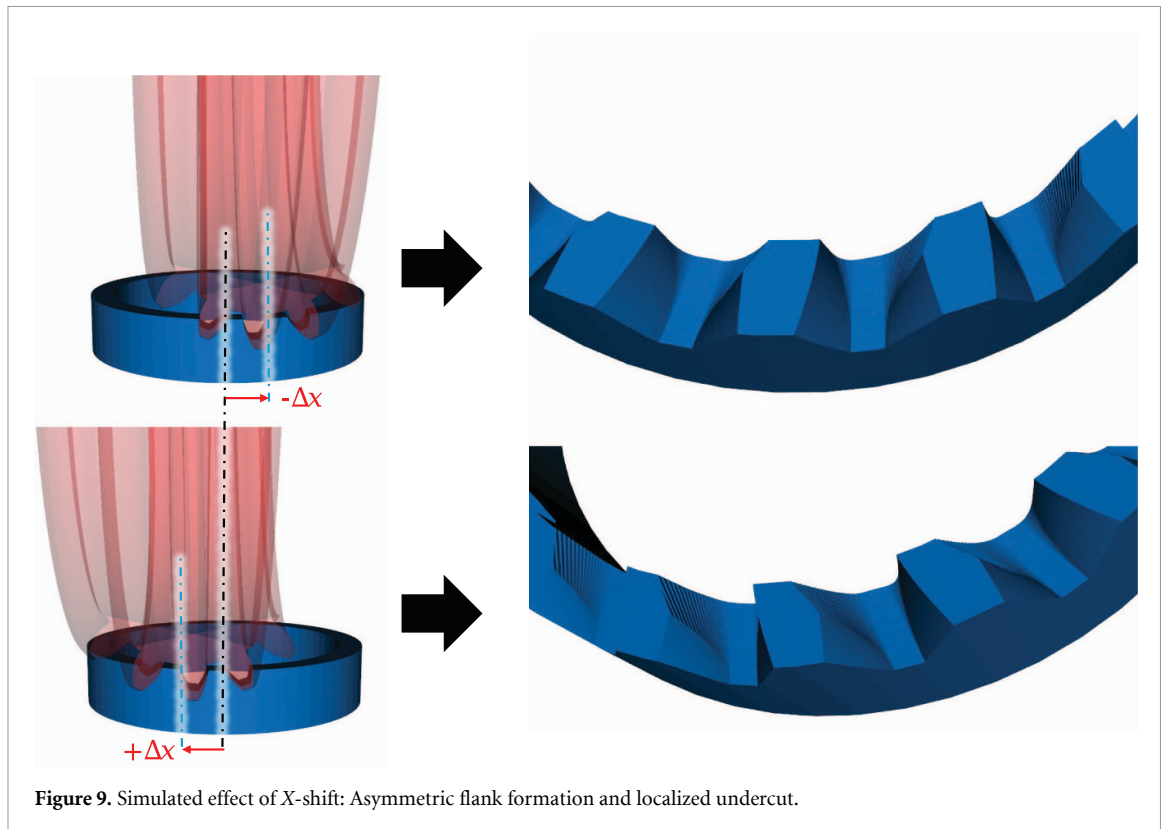 -Δx
+Δx
Figure 9. Simulated effect of X-shift: Asymmetric flank formation and localized undercut.